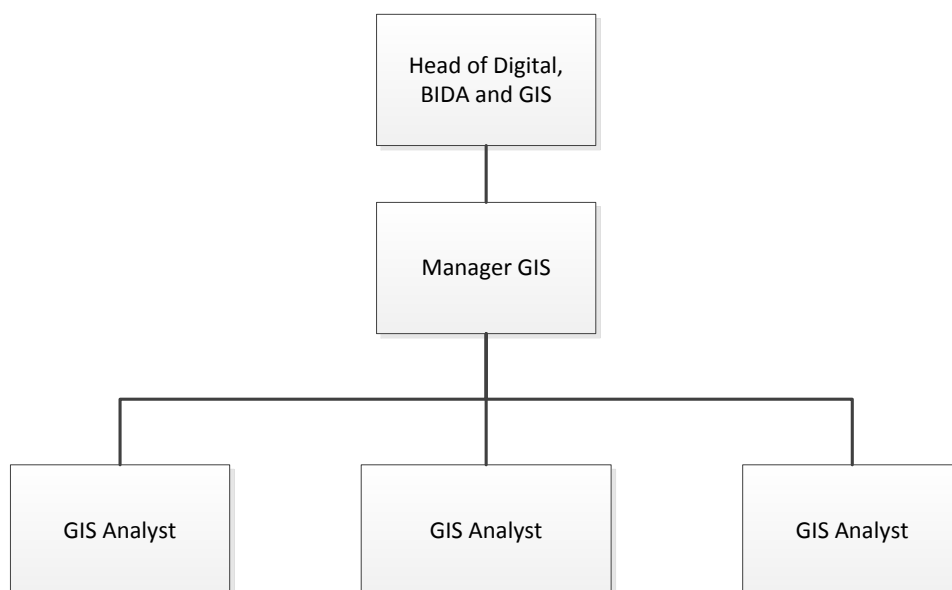 Head of Digital,
BIDA and GIS
Manager GIS
GIS Analyst
GIS Analyst
GIS Analyst